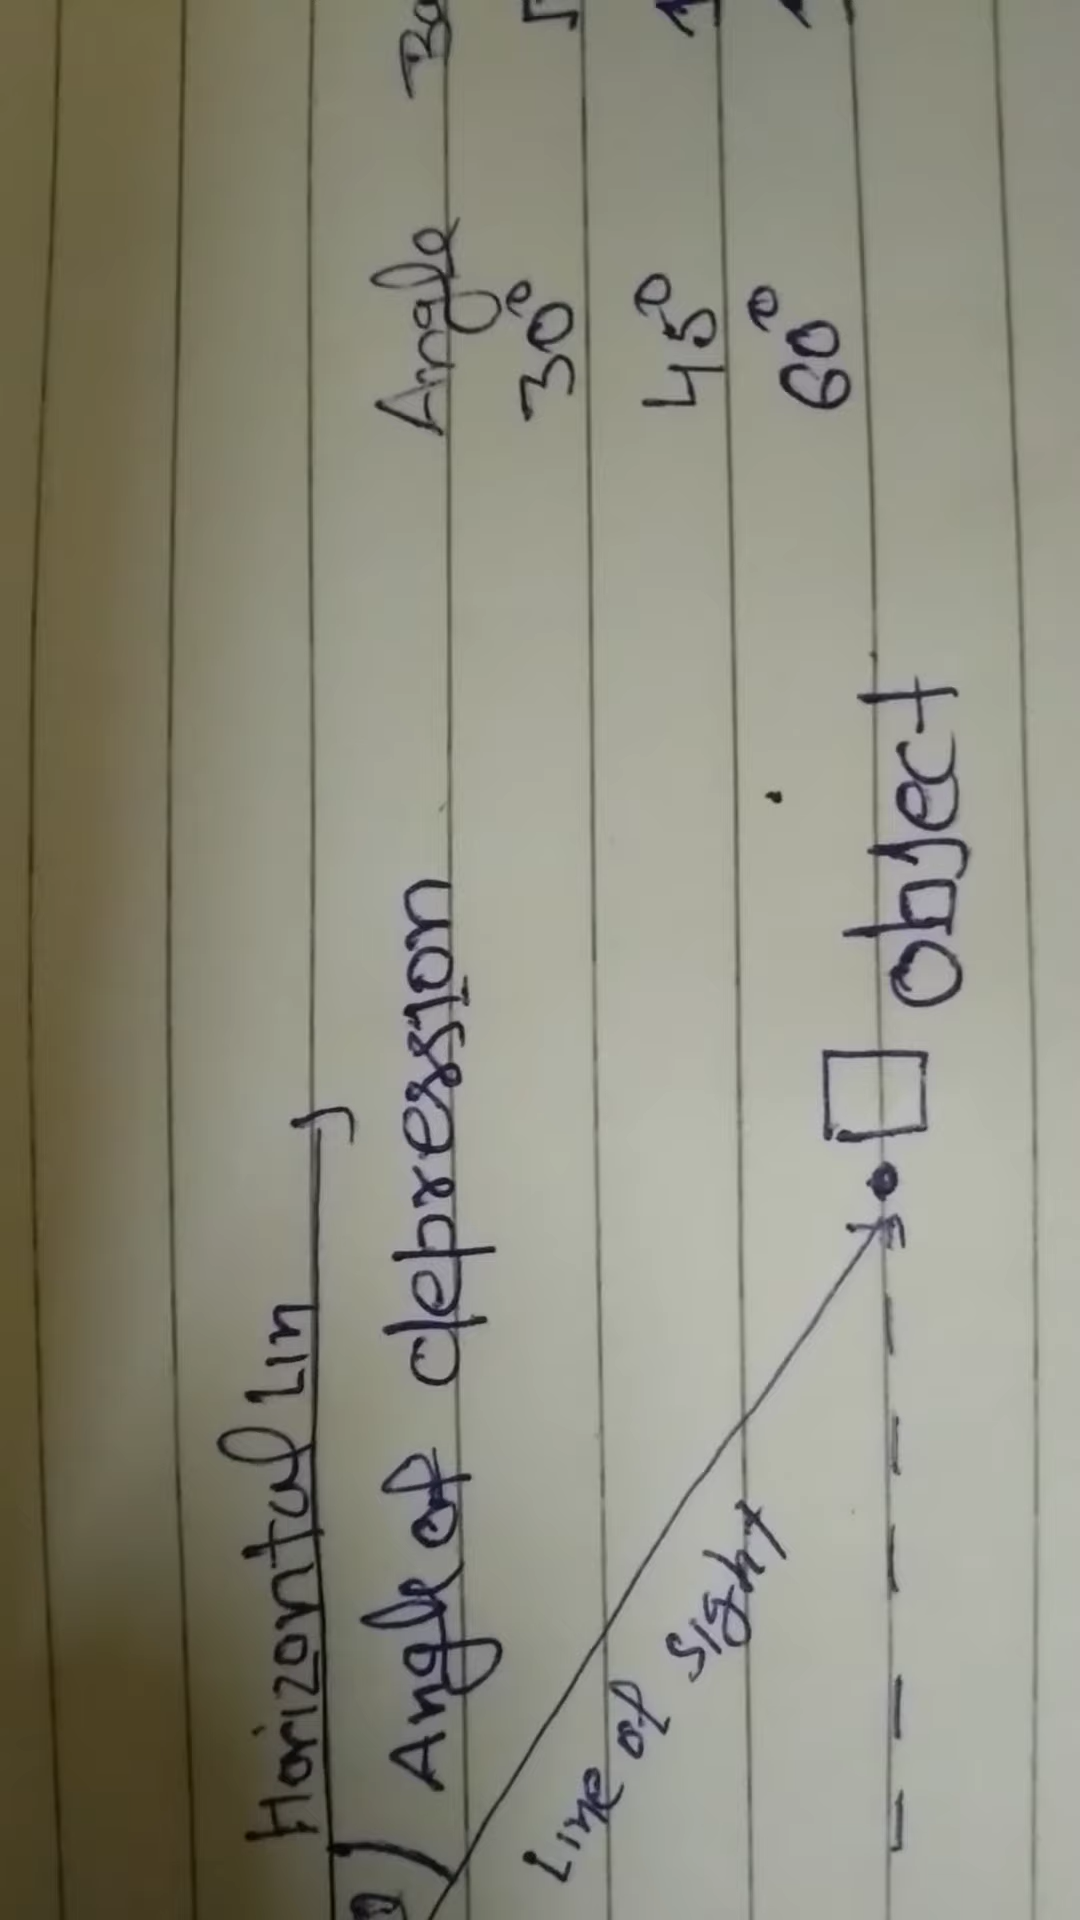 Horizontal Lin
Angle of depression
Line of sight
object
Angle
30°
45°
60°